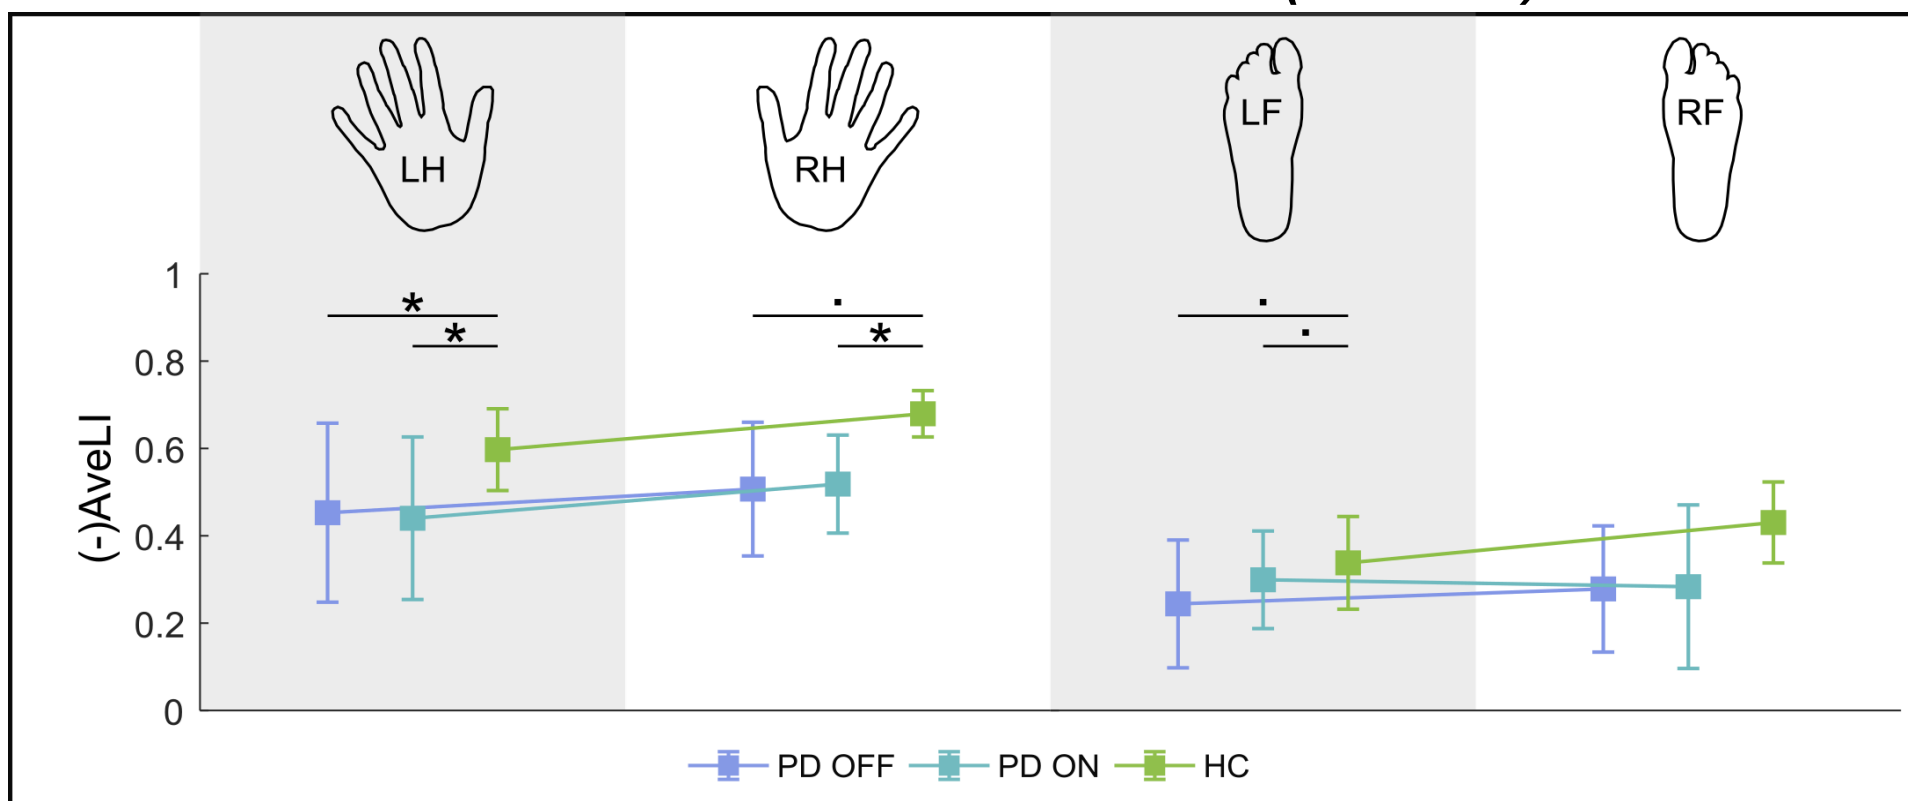 LH
RH
LF
RF
1
0.8
0.6
0.4
0.2
0
(-)AveLI
* *
. *
. .
PD OFF PD ON HC